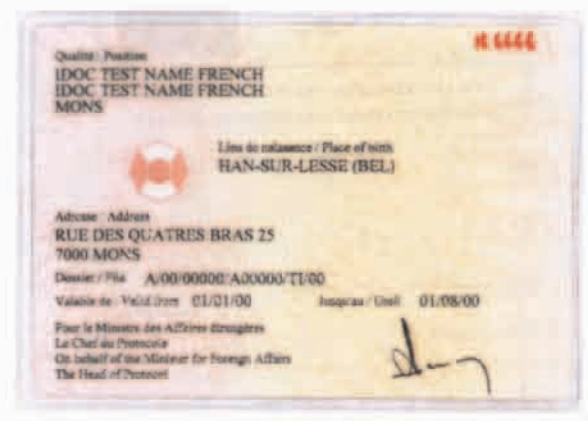 N 6666
Qualité / Position
IDOC TEST NAME FRENCH
IDOC TEST NAME FRENCH
MONS
Lieu de naissance / Place of birth
HAN-SUR-LESSE (BEL)
Adresse / Address
RUE DES QUATRES BRAS 25
7000 MONS
Dossier / File A/00/00000/A00000/TI/00
Valable de / Valid from 01/01/00 Jusqu'au / Until 01/08/00
Pour le Ministre des Affaires étrangères
Le Chef du Protocole
On behalf of the Minister for Foreign Affairs
The Head of Protocol